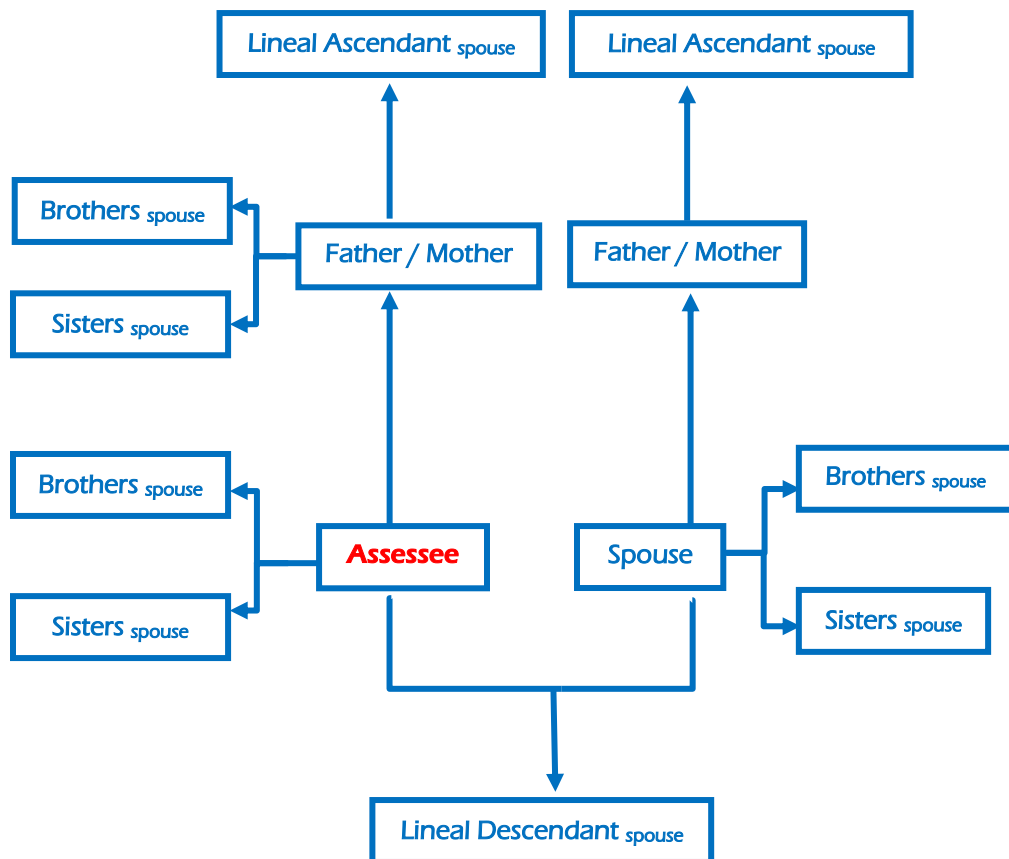 Lineal Ascendant spouse
Lineal Ascendant spouse
Brothers spouse
Father / Mother
Father / Mother
Sisters spouse
Brothers spouse
Brothers spouse
Assessee
Spouse
Sisters spouse
Sisters spouse
Lineal Descendant spouse